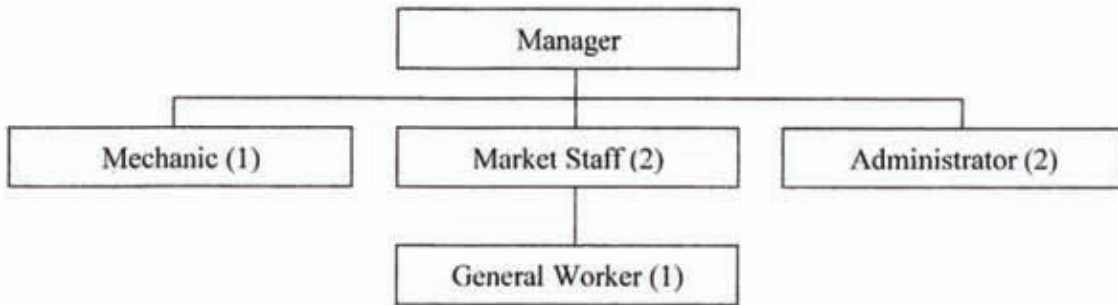 Manager
Mechanic (1)
Market Staff (2)
Administrator (2)
General Worker (1)